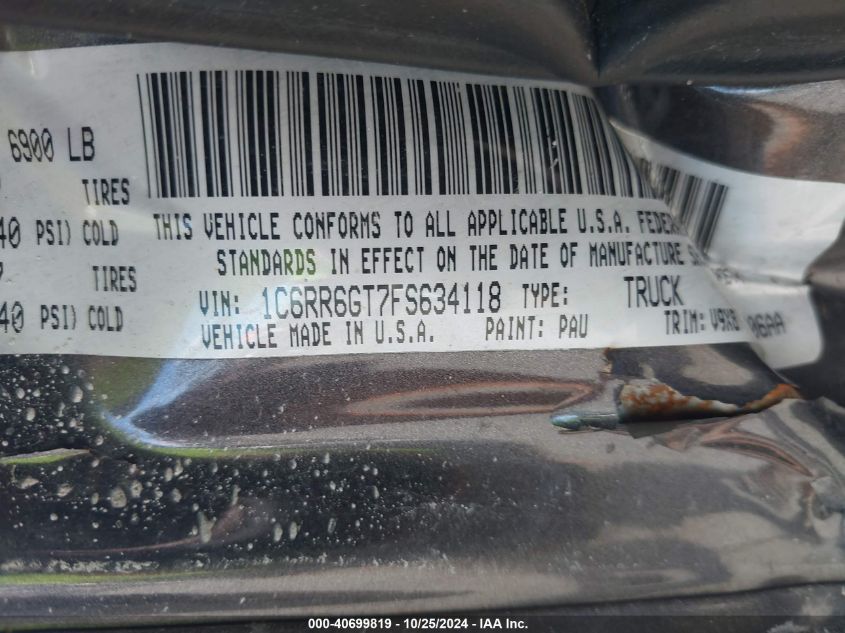 6900 LB
TIRES
40 PSI) COLD
TIRES
40 PSI) COLD
THIS VEHICLE CONFORMS TO ALL APPLICABLE U.S.A.
STANDARDS IN EFFECT ON THE DATE OF MANUFACTURE
VIN: 1C6RR6GT7FS634118 TYPE: TRUCK
VEHICLE MADE IN U.S.A. PAINT: PAU TRIM: V9X8
06AA
000-40699819 / 10/25/2024 - IAA Inc.